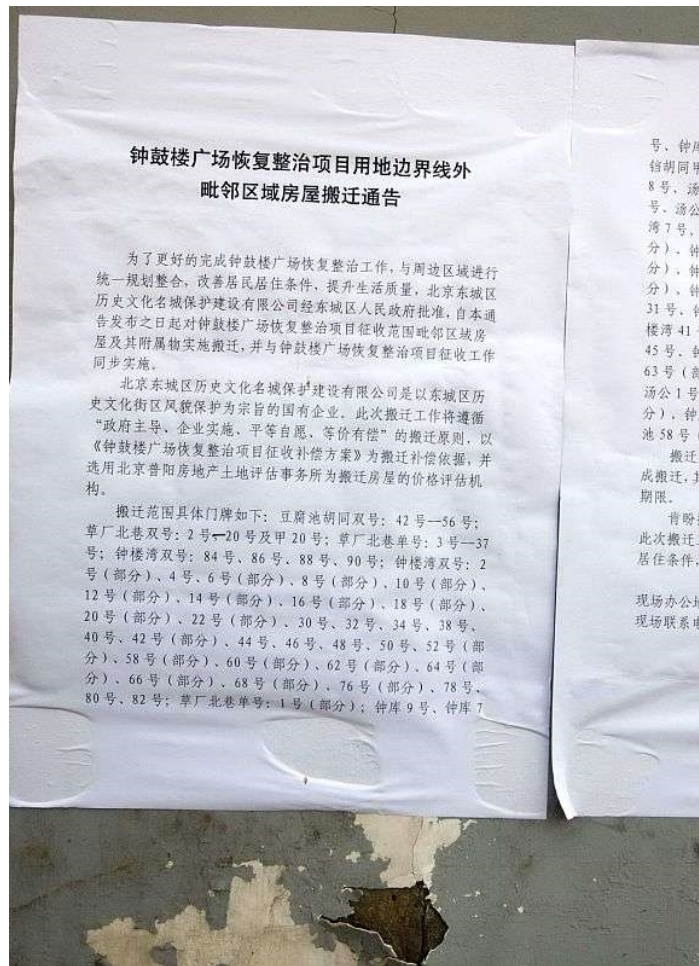 钟鼓楼广场恢复整治项目用地边界线外
毗邻区域房屋搬迁通告
为了更好的完成钟鼓楼广场恢复整治工作，与周边区域进行
统一规划整合，改善居民居住条件，提升生活质量，北京东城区
历史文化名城保护建设有限公司经东城区人民政府批准，自本通
告发布之日起对钟鼓楼广场恢复整治项目征收范围毗邻区域房
屋及其附属物实施搬迁，并与钟鼓楼广场恢复整治项目征收工作
同步实施。
北京东城区历史文化名城保护建设有限公司是以东城区历
史文化街区风貌保护为宗旨的国有企业。此次搬迁工作将遵循
“政府主导、企业实施、平等自愿、等价有偿”的搬迁原则，以
《钟鼓楼广场恢复整治项目征收补偿方案》为搬迁补偿依据，并
选用北京普阳房地产土地评估事务所为搬迁房屋的价格评估机
构。
搬迁范围具体门牌如下：豆腐池胡同双号：42号—56号；
草厂北巷双号：2号—20号及甲20号；草厂北巷单号：3号—37
号；钟楼湾双号：84号、86号、88号、90号；钟楼湾双号：2
号（部分）、4号、6号（部分）、8号（部分）、10号（部分）、
12号（部分）、14号（部分）、16号（部分）、18号（部分）、
20号（部分）、22号（部分）、30号、32号、34号、38号、
40号、42号（部分）、44号、46号、48号、50号、52号（部
分）、58号（部分）、60号（部分）、62号（部分）、64号（部
分）、66号（部分）、68号（部分）、76号（部分）、78号、
80号、82号；草厂北巷单号：1号（部分）；钟库9号、钟库7
号、钟库
铛胡同甲
8号、汤
号、汤公
湾7号、
分）、钟
分）、钟
分）、钟
31号、钟
楼湾41号
45号、钟
63号（部
汤公1号
分）、钟
池58号（
搬迁
成搬迁，其
期限。
肯盼
此次搬迁
居住条件，
现场办公地
现场联系电